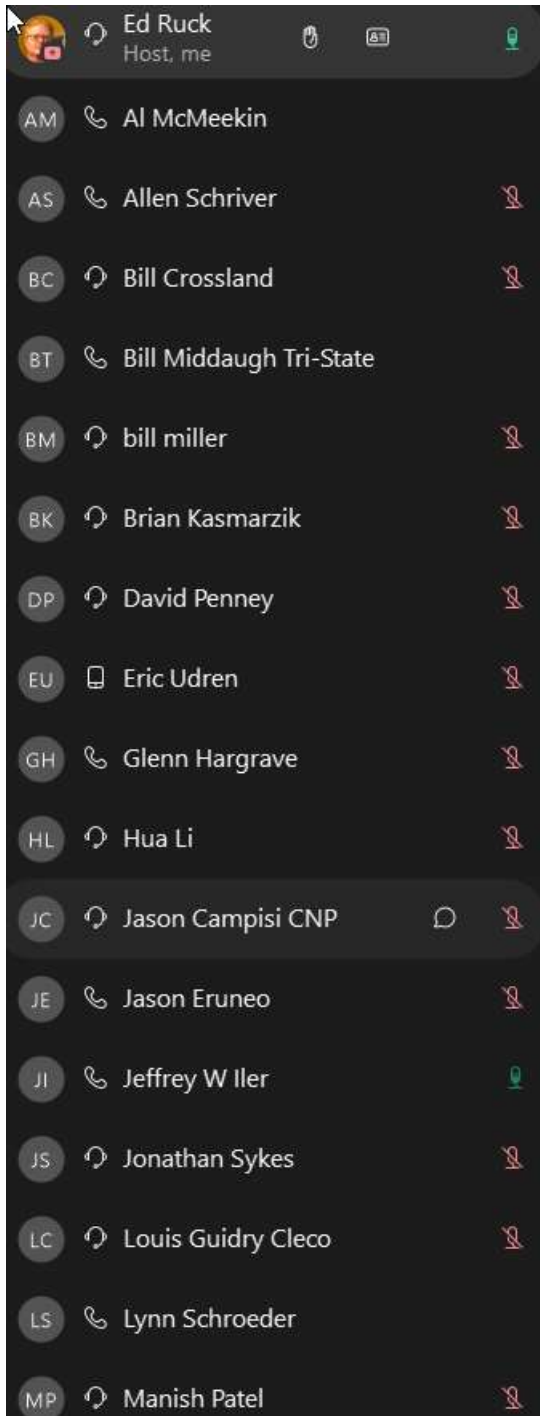 Ed Ruck
Host, me
AM Al McMeekin
AS Allen Schriver
BC Bill Crossland
BT Bill Middaugh Tri-State
BM bill miller
BK Brian Kasmarzik
DP David Penney
EU Eric Udren
GH Glenn Hargrave
HL Hua Li
JC Jason Campisi CNP
JE Jason Eruneo
JI Jeffrey W Iler
JS Jonathan Sykes
LC Louis Guidry Cleco
LS Lynn Schroeder
MP Manish Patel